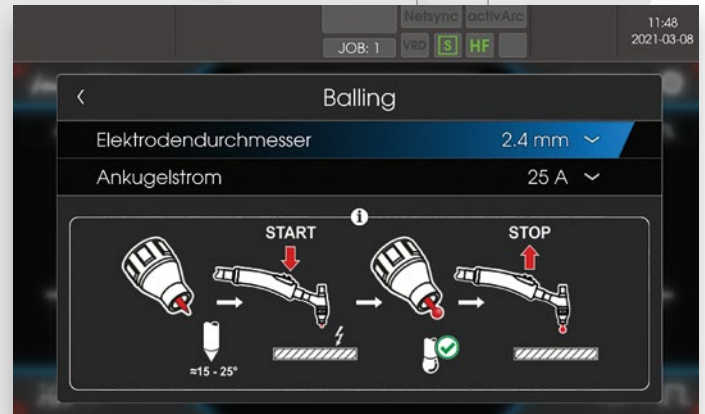 Netsync activArc
11:48
JOB: 1 VRD S HF
2021-03-08
Balling
Elektrodendurchmesser 2.4 mm
Ankugelstrom 25 A
i
START STOP
≈15 - 25°